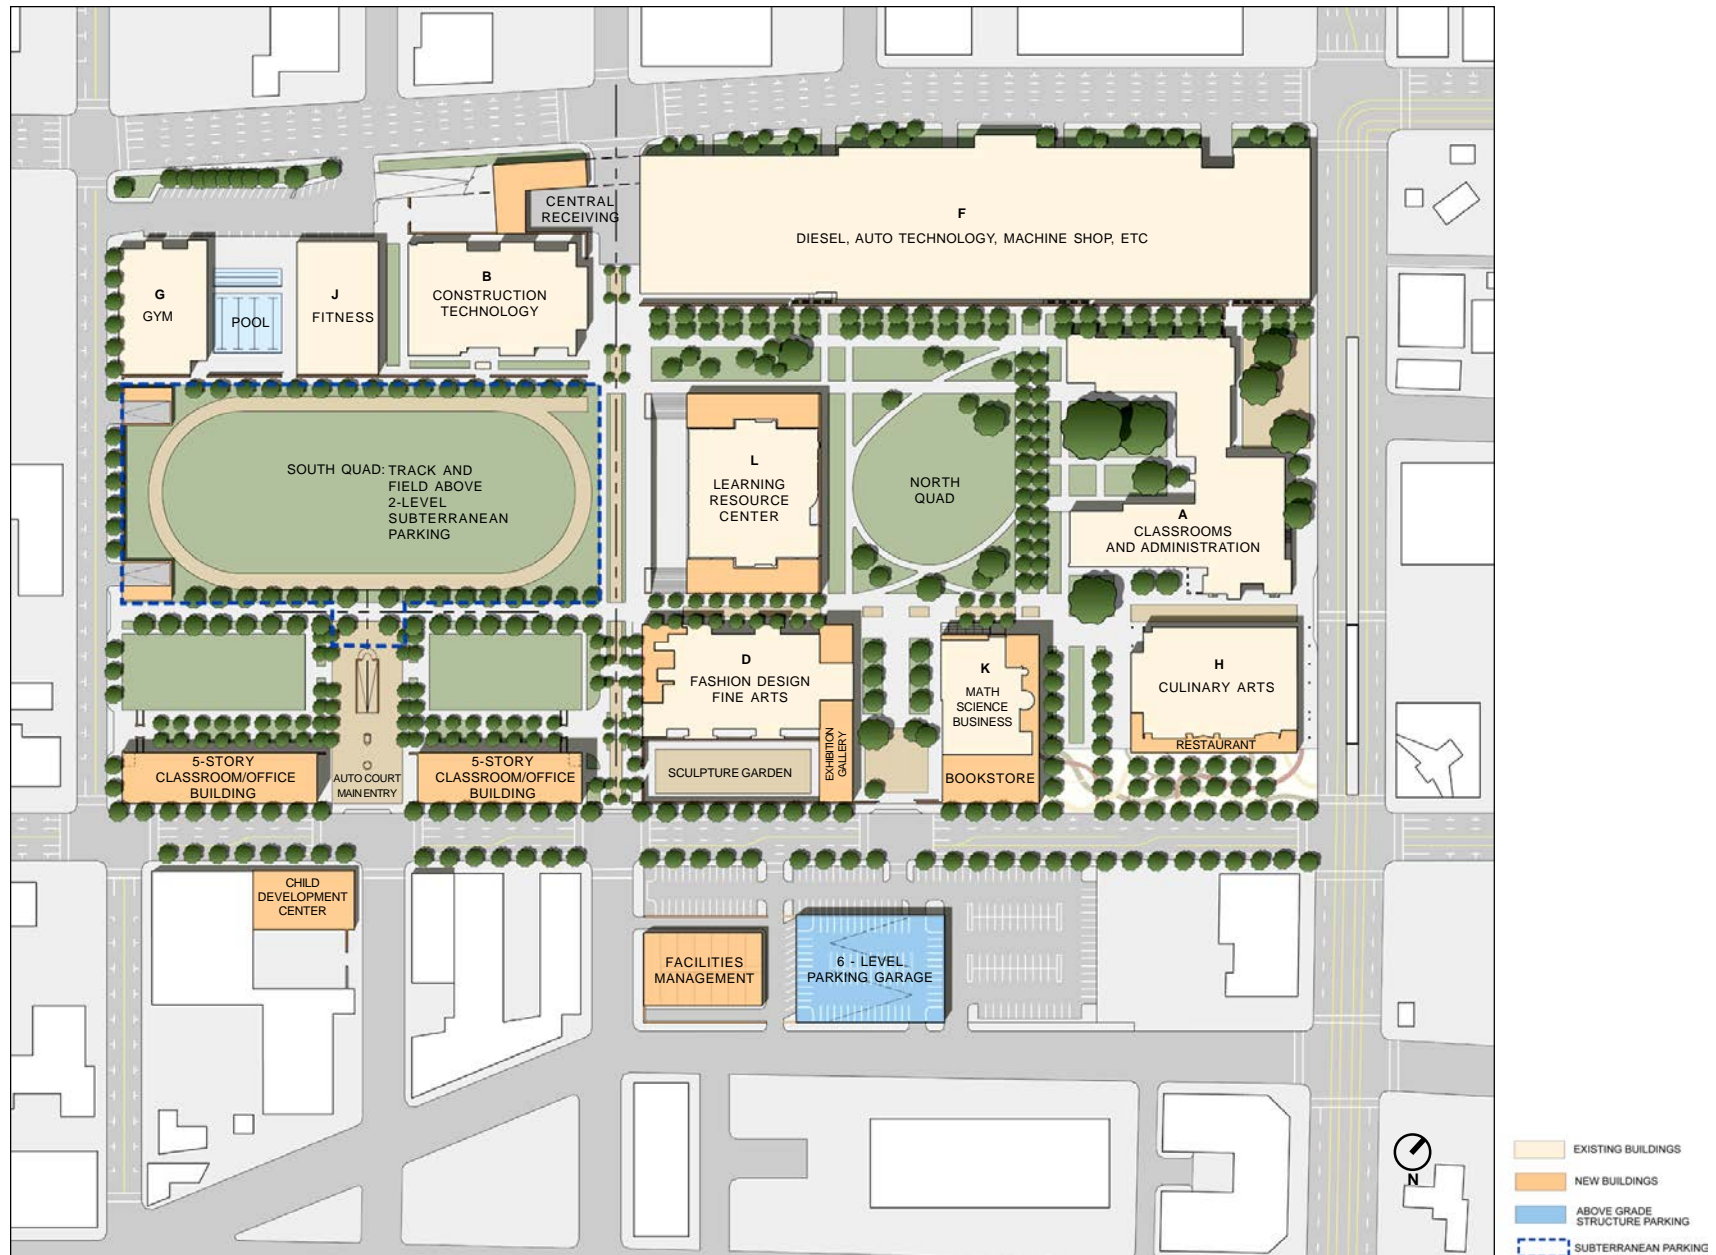 CENTRAL
RECEIVING
F
DIESEL, AUTO TECHNOLOGY, MACHINE SHOP, ETC
G
GYM
POOL
J
FITNESS
B
CONSTRUCTION
TECHNOLOGY
SOUTH QUAD: TRACK AND
FIELD ABOVE
2-LEVEL
SUBTERRANEAN
PARKING
L
LEARNING
RESOURCE
CENTER
NORTH
QUAD
A
CLASSROOMS
AND ADMINISTRATION
D
FASHION DESIGN
FINE ARTS
K
MATH
SCIENCE
BUSINESS
H
CULINARY ARTS
RESTAURANT
5-STORY
CLASSROOM/OFFICE
BUILDING
AUTO COURT
MAIN ENTRY
5-STORY
CLASSROOM/OFFICE
BUILDING
SCULPTURE GARDEN
EXHIBITION
GALLERY
BOOKSTORE
CHILD
DEVELOPMENT
CENTER
FACILITIES
MANAGEMENT
6 - LEVEL
PARKING GARAGE
N
EXISTING BUILDINGS
NEW BUILDINGS
ABOVE GRADE
STRUCTURE PARKING
SUBTERRANEAN PARKING